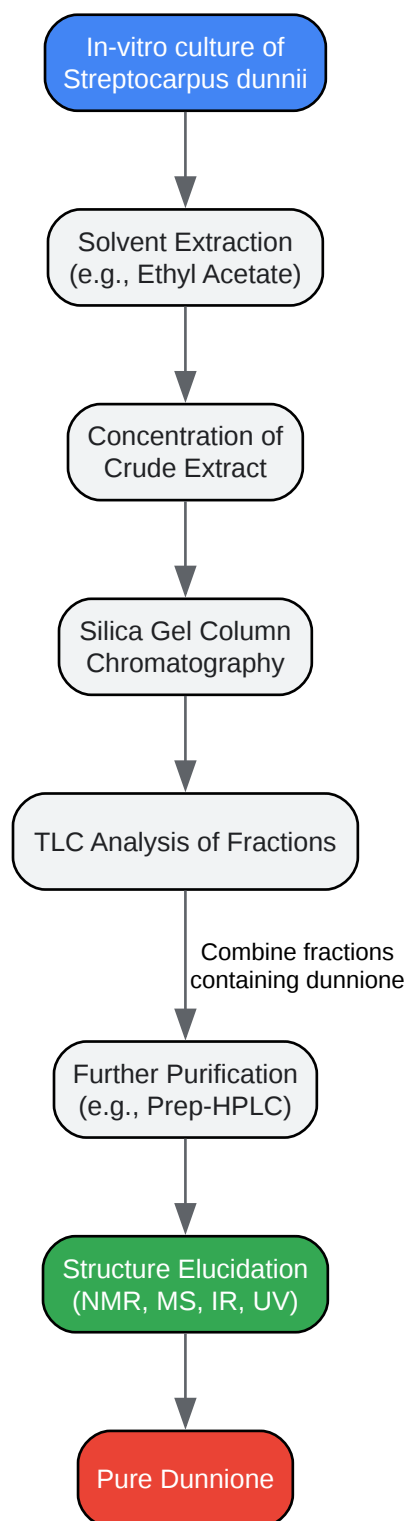 In-vitro culture of
Streptocarpus dunnii
Solvent Extraction
(e.g., Ethyl Acetate)
Concentration of
Crude Extract
Silica Gel Column
Chromatography
TLC Analysis of Fractions
Combine fractions
containing dunnione
Further Purification
(e.g., Prep-HPLC)
Structure Elucidation
(NMR, MS, IR, UV)
Pure Dunnione